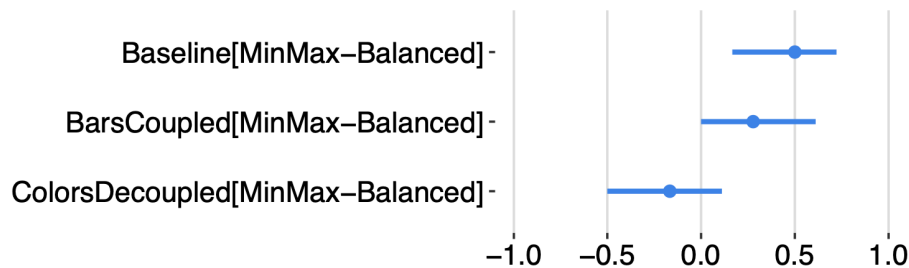 Baseline[MinMax−Balanced]
BarsCoupled[MinMax−Balanced]
ColorsDecoupled[MinMax−Balanced]
−1.0 −0.5 0.0 0.5 1.0